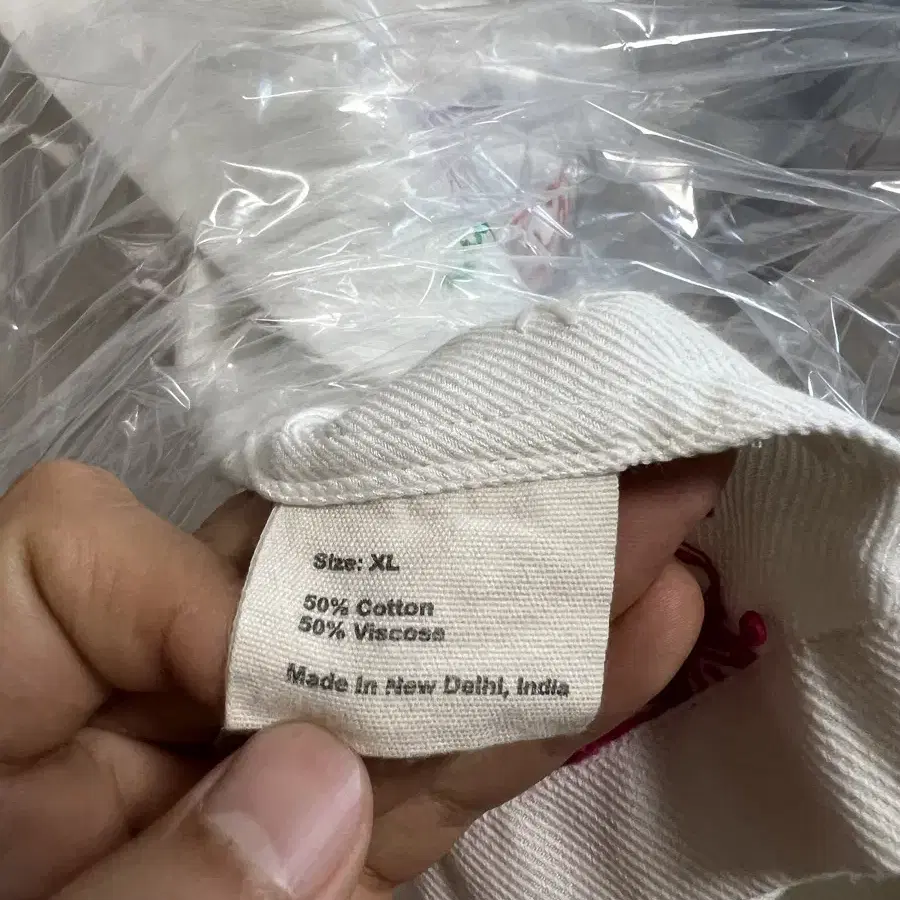 Size: XL
50% Cotton
50% Viscose
Made In New Delhi, India